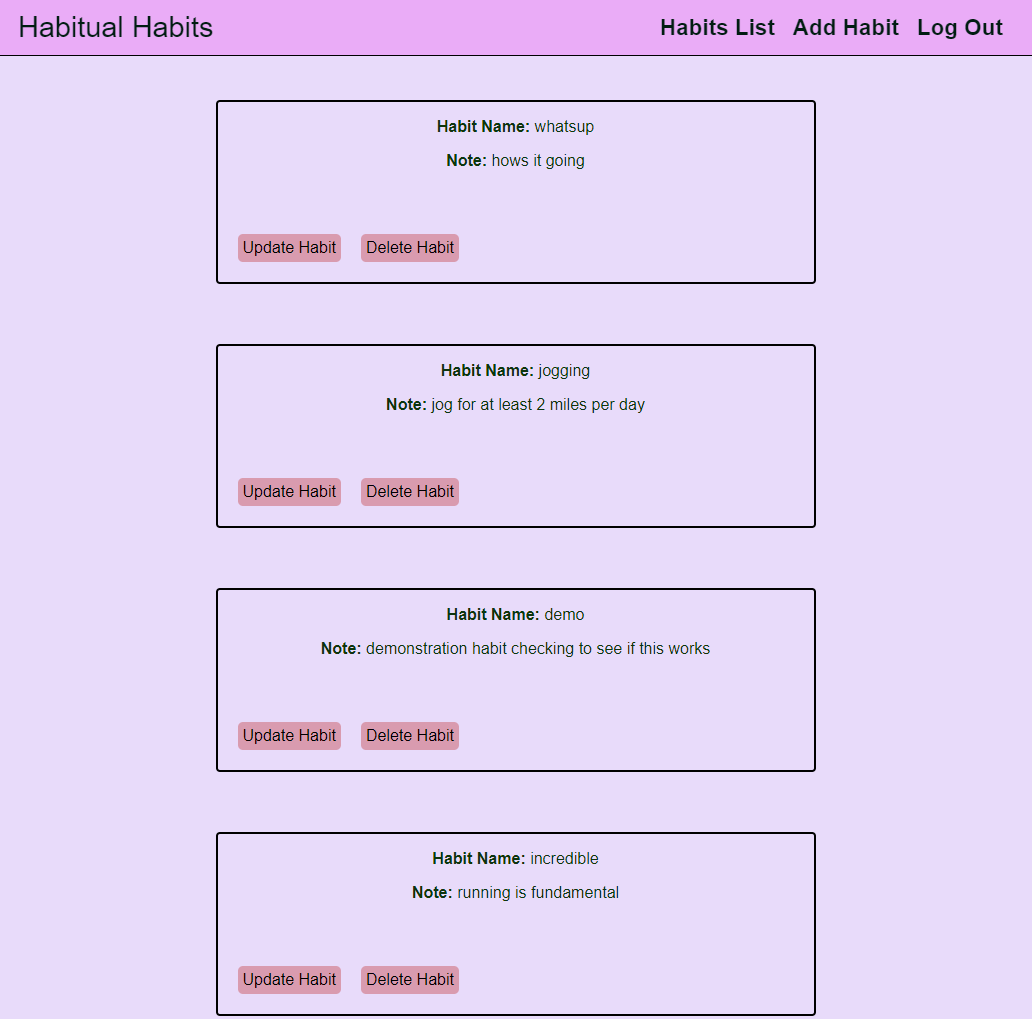 Habitual Habits Habits List Add Habit Log Out
Habit Name: whatsup
Note: hows it going
Update Habit Delete Habit
Habit Name: jogging
Note: jog for at least 2 miles per day
Update Habit Delete Habit
Habit Name: demo
Note: demonstration habit checking to see if this works
Update Habit Delete Habit
Habit Name: incredible
Note: running is fundamental
Update Habit Delete Habit